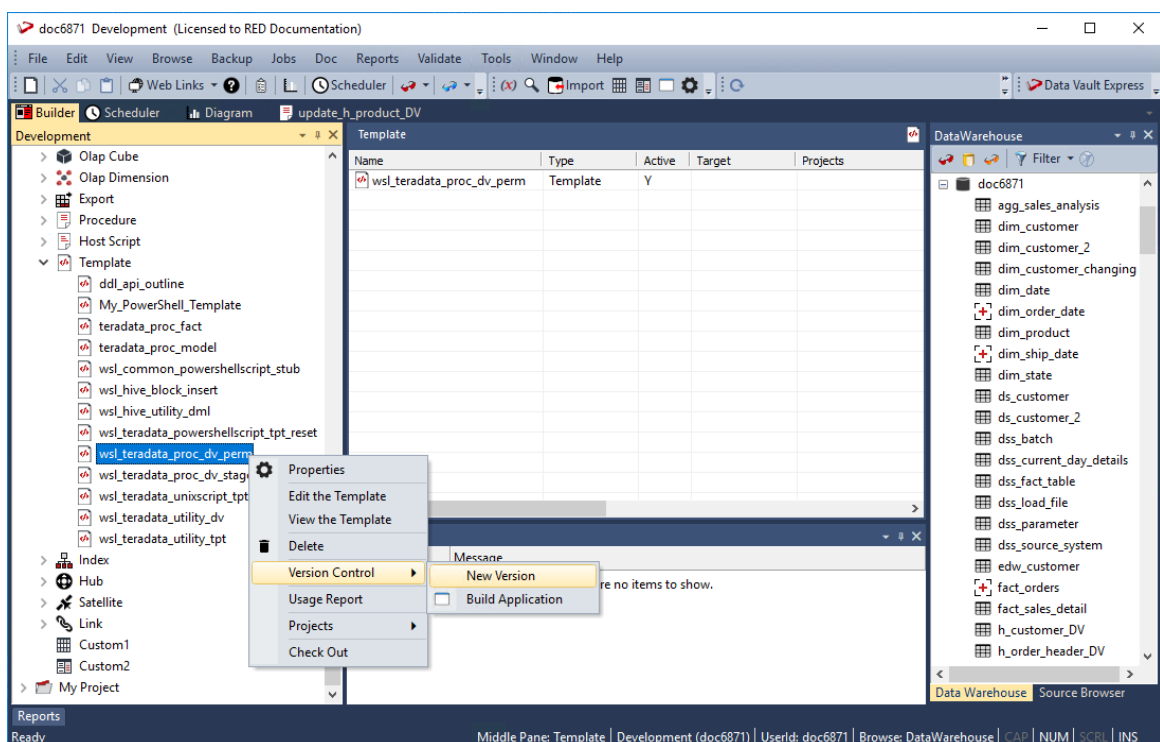 doc6871 Development (Licensed to RED Documentation)
File Edit View Browse Backup Jobs Doc Reports Validate Tools Window Help
Web Links Scheduler (x) Import Data Vault Express
Builder Scheduler Diagram update_h_product_DV
Development
Olap Cube
Olap Dimension
Export
Procedure
Host Script
Template
ddl_api_outline
My_PowerShell_Template
teradata_proc_fact
teradata_proc_model
wsl_common_powershellscript_stub
wsl_hive_block_insert
wsl_hive_utility_dml
wsl_teradata_powershellscript_tpt_reset
wsl_teradata_proc_dv_perm
wsl_teradata_proc_dv_stag
wsl_teradata_unixscript_tpt
wsl_teradata_utility_dv
wsl_teradata_utility_tpt
Index
Hub
Satellite
Link
Custom1
Custom2
My Project
Template
Name Type Active Target Projects
wsl_teradata_proc_dv_perm Template Y
Message
re no items to show.
Properties
Edit the Template
View the Template
Delete
Version Control
Usage Report
Projects
Check Out
New Version
Build Application
DataWarehouse
Filter
doc6871
agg_sales_analysis
dim_customer
dim_customer_2
dim_customer_changing
dim_date
dim_order_date
dim_product
dim_ship_date
dim_state
ds_customer
ds_customer_2
dss_batch
dss_current_day_details
dss_fact_table
dss_load_file
dss_parameter
dss_source_system
edw_customer
fact_orders
fact_sales_detail
h_customer_DV
h_order_header_DV
Data Warehouse Source Browser
Reports
Ready Middle Pane: Template Development (doc6871) UserId: doc6871 Browse: DataWarehouse CAP NUM SCRL INS